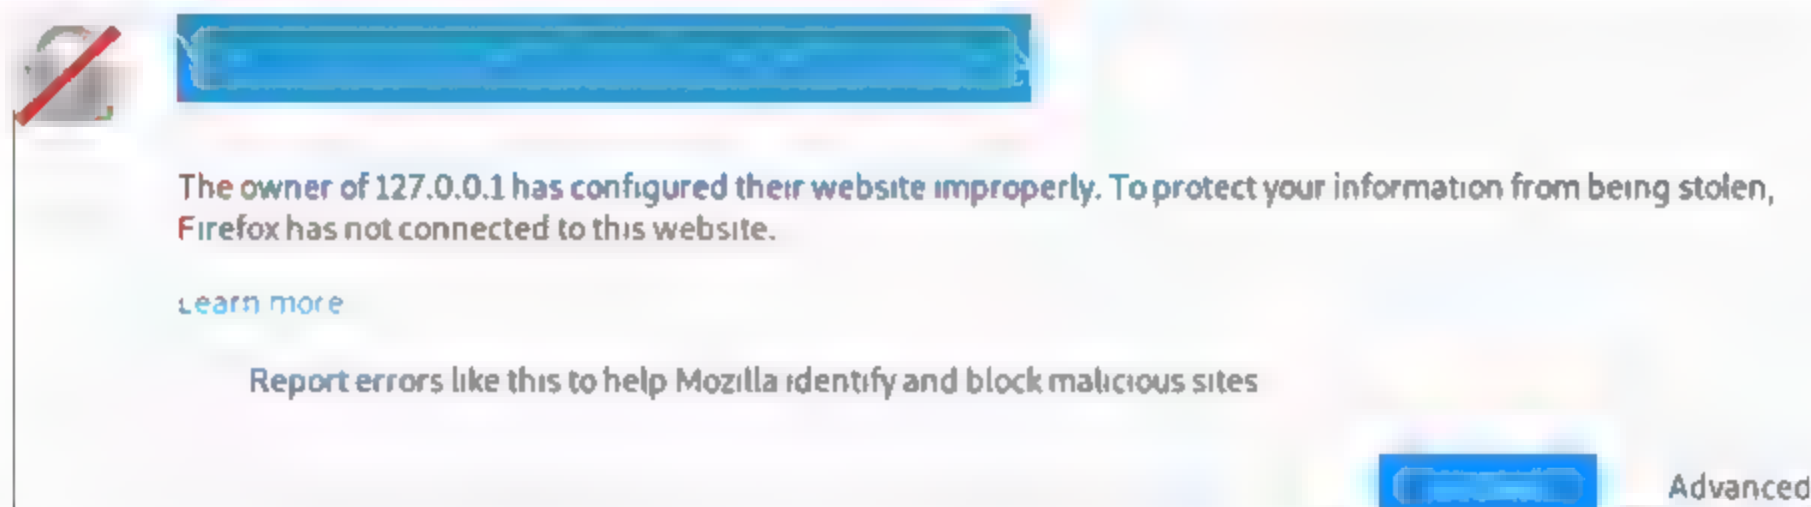 The owner of 127.0.0.1 has configured their website improperly. To protect your information from being stolen,
Firefox has not connected to this website.
Learn more
Report errors like this to help Mozilla identify and block malicious sites
Advanced